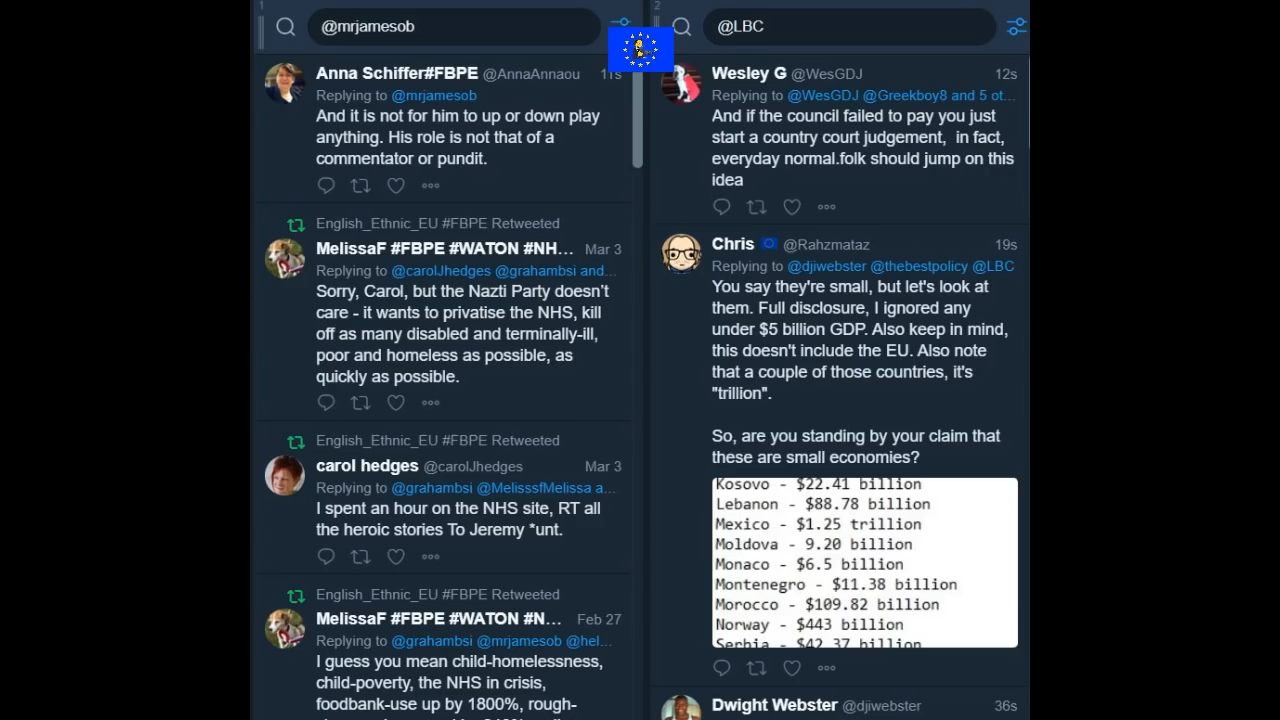 1
@mrjamesob
Anna Schiffer#FBPE @AnnaAnnaou 11s
Replying to @mrjamesob
And it is not for him to up or down play
anything. His role is not that of a
commentator or pundit.
English_Ethnic_EU #FBPE Retweeted
MelissaF #FBPE #WATON #NH... Mar 3
Replying to @carolJhedges @grahambsi and...
Sorry, Carol, but the Nazti Party doesn't
care - it wants to privatise the NHS, kill
off as many disabled and terminally-ill,
poor and homeless as possible, as
quickly as possible.
English_Ethnic_EU #FBPE Retweeted
carol hedges @carolJhedges Mar 3
Replying to @grahambsi @MelisssfMelissa a...
I spent an hour on the NHS site, RT all
the heroic stories To Jeremy *unt.
English_Ethnic_EU #FBPE Retweeted
MelissaF #FBPE #WATON #N... Feb 27
Replying to @grahambsi @mrjamesob @hel...
I guess you mean child-homelessness,
child-poverty, the NHS in crisis,
foodbank-use up by 1800%, rough-
2
@LBC
Wesley G @WesGDJ 12s
Replying to @WesGDJ @Greekboy8 and 5 ot...
And if the council failed to pay you just
start a country court judgement, in fact,
everyday normal.folk should jump on this
idea
Chris @Rahzmataz 19s
Replying to @djiwebster @thebestpolicy @LBC
You say they're small, but let's look at
them. Full disclosure, I ignored any
under $5 billion GDP. Also keep in mind,
this doesn't include the EU. Also note
that a couple of those countries, it's
"trillion".
So, are you standing by your claim that
these are small economies?
Kosovo - $22.41 billion
Lebanon - $88.78 billion
Mexico - $1.25 trillion
Moldova - 9.20 billion
Monaco - $6.5 billion
Montenegro - $11.38 billion
Morocco - $109.82 billion
Norway - $443 billion
Serbia - $42.37 billion
Dwight Webster @djiwebster 36s